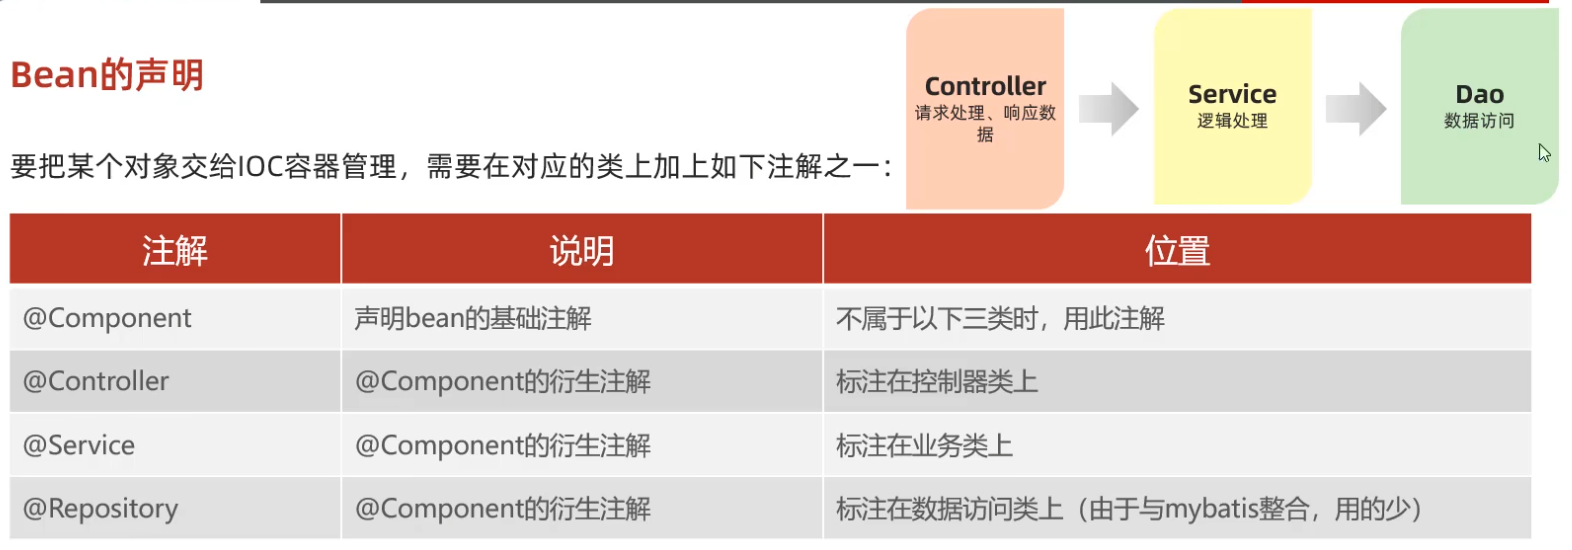 Bean的声明
Controller
请求处理、响应数
据
Service
逻辑处理
Dao
数据访问
要把某个对象交给IOC容器管理，需要在对应的类上加上如下注解之一：
注解 说明 位置
@Component 声明bean的基础注解 不属于以下三类时，用此注解
@Controller @Component的衍生注解 标注在控制器类上
@Service @Component的衍生注解 标注在业务类上
@Repository @Component的衍生注解 标注在数据访问类上（由于与mybatis整合，用的少）